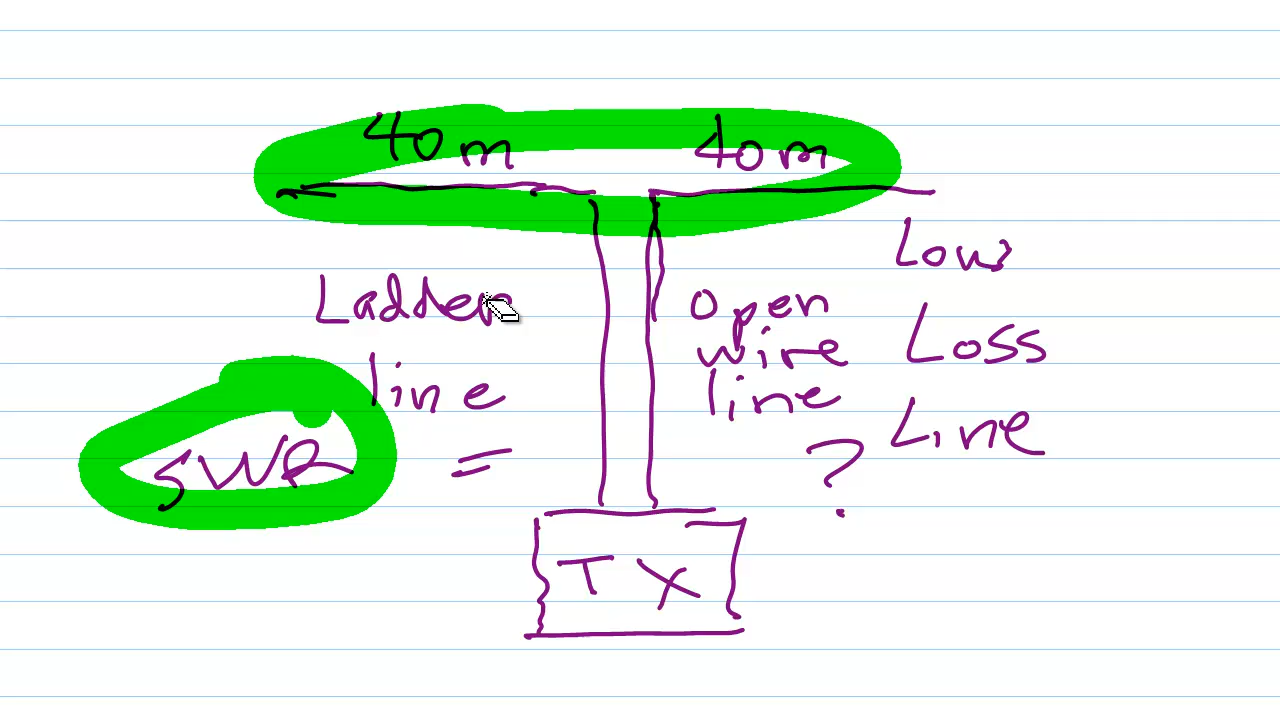 40m 40m
Ladder
line
open
wire
line
Low
Loss
Line
SWR = ?
TX